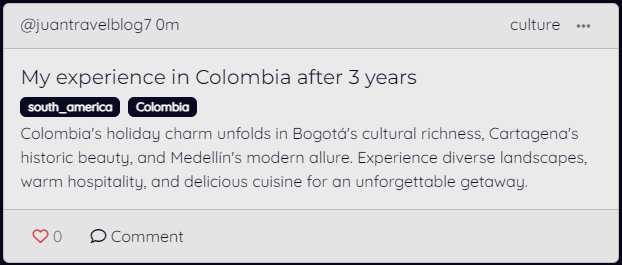 @juantravelblog7 0m culture •••
My experience in Colombia after 3 years
south_america Colombia
Colombia's holiday charm unfolds in Bogotá's cultural richness, Cartagena's
historic beauty, and Medellín's modern allure. Experience diverse landscapes,
warm hospitality, and delicious cuisine for an unforgettable getaway.
0 Comment